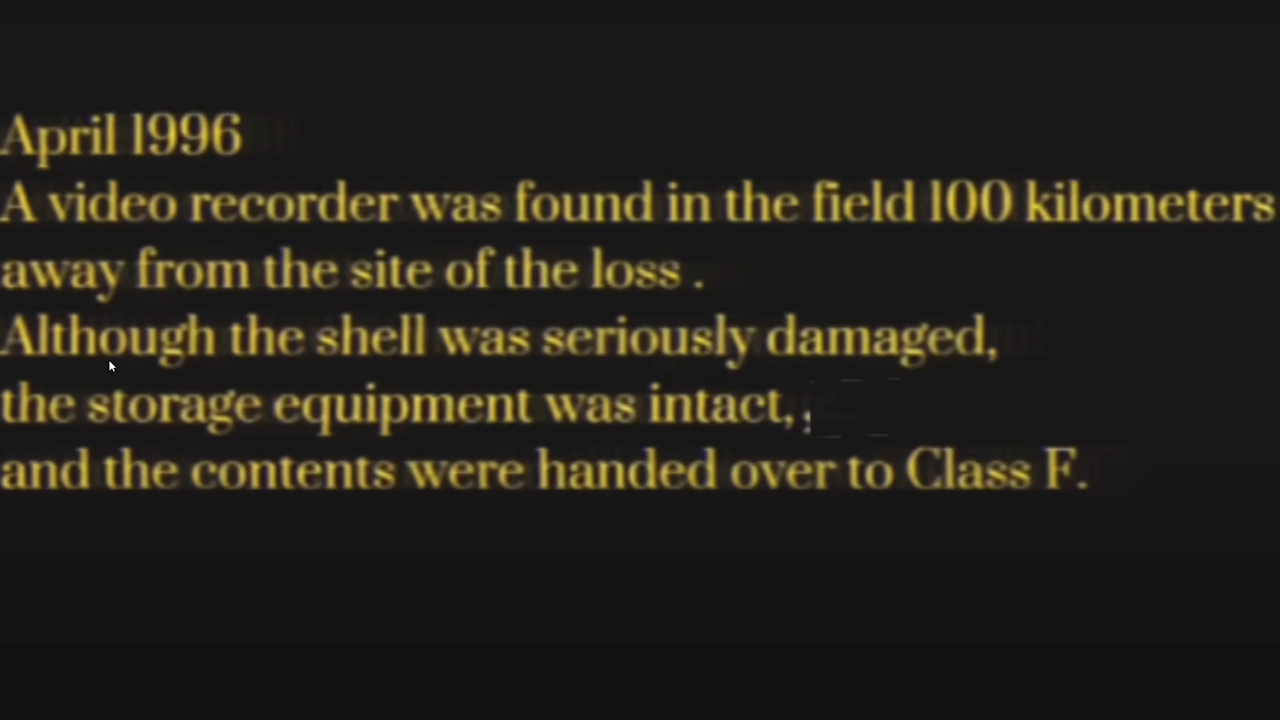 April 1996
A video recorder was found in the field 100 kilometers
away from the site of the loss .
Although the shell was seriously damaged,
the storage equipment was intact, ;
and the contents were handed over to Class F.